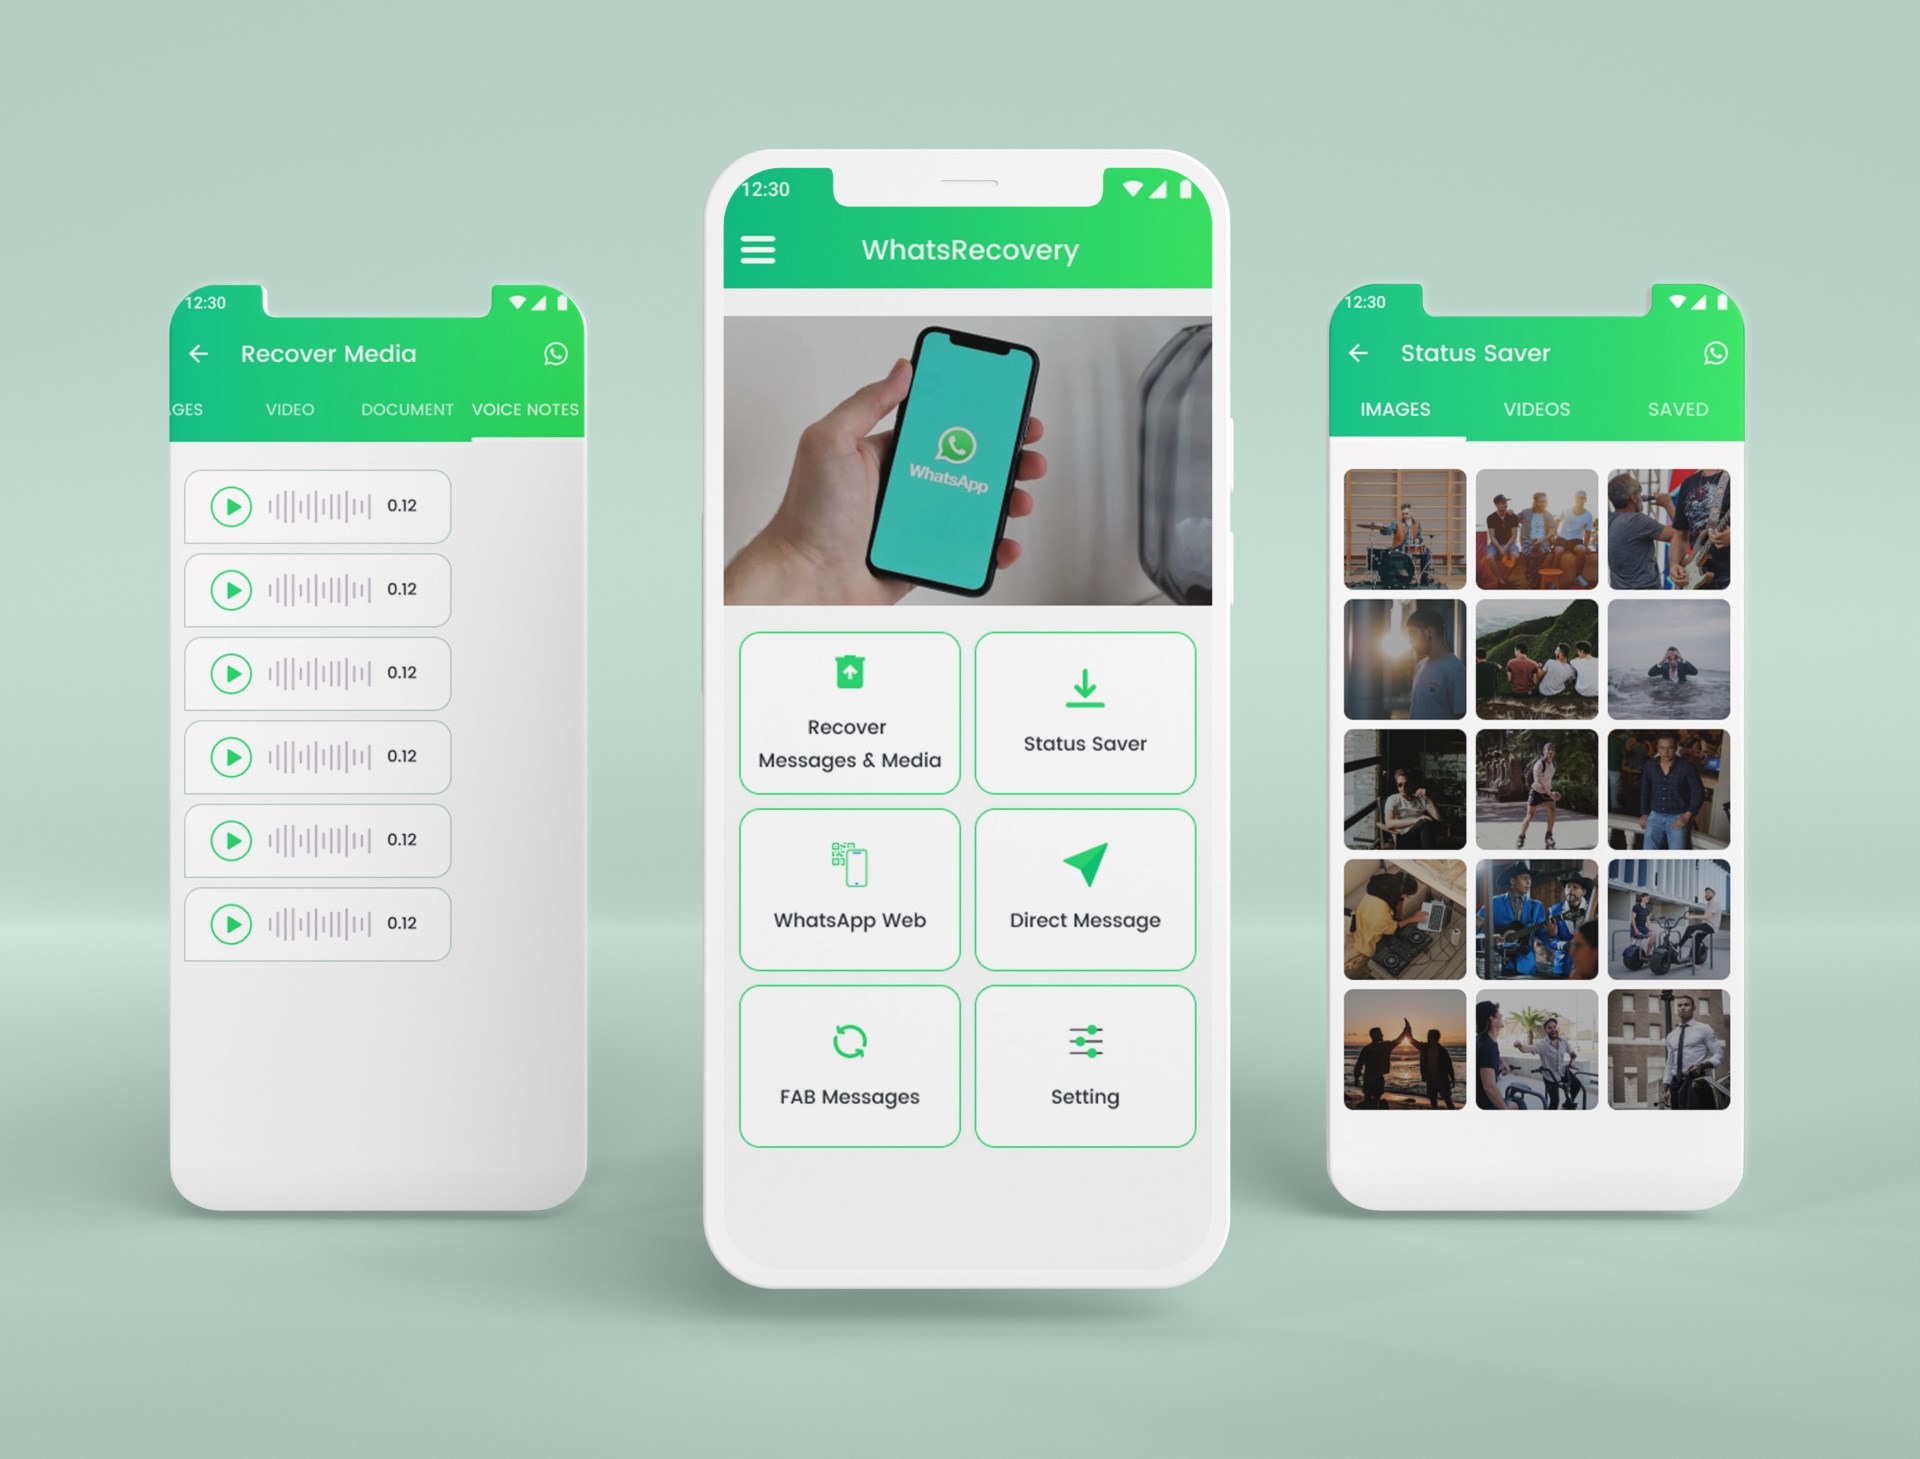 12:30
Recover Media
AGES
VIDEO
DOCUMENT
VOICE NOTES
0.12
0.12
0.12
0.12
0.12
0.12
12:30
WhatsRecovery
WhatsApp
Recover
Messages & Media
Status Saver
WhatsApp Web
Direct Message
FAB Messages
Setting
12:30
Status Saver
IMAGES
VIDEOS
SAVED